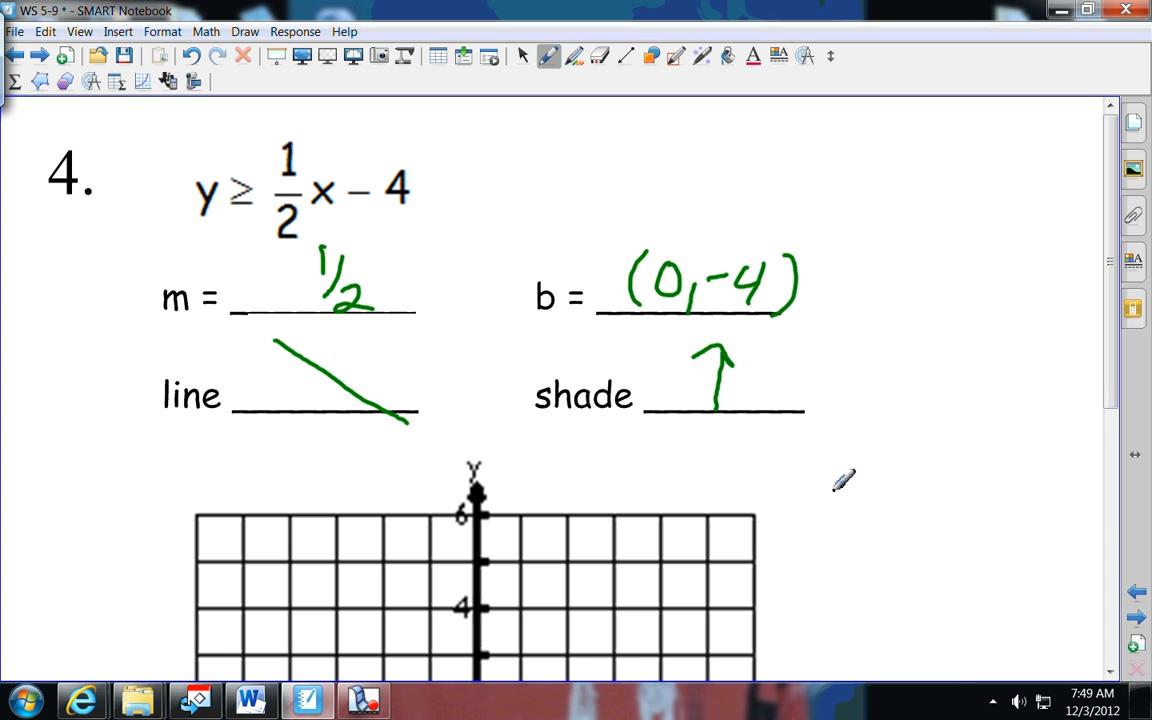 WS 5-9 * - SMART Notebook
File Edit View Insert Format Math Draw Response Help
4.
y ≥ 1/2 x − 4
m = 1/2 b = (0, -4)
line shade ↑
y
6
4
7:49 AM
12/3/2012